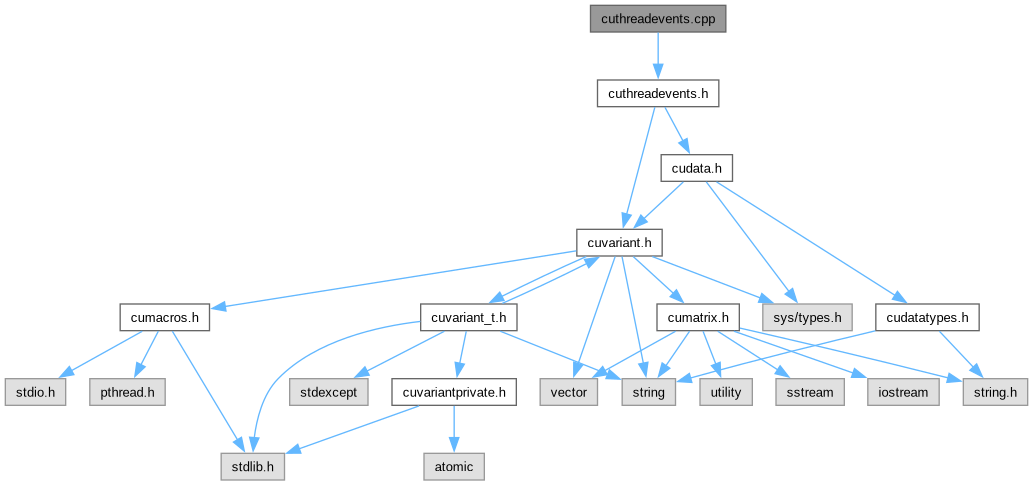 cuthreadevents.cpp
cuthreadevents.h
cudata.h
cuvariant.h
cumacros.h
cuvariant_t.h
cumatrix.h
sys/types.h
cudatatypes.h
stdio.h
pthread.h
stdexcept
cuvariantprivate.h
vector
string
utility
sstream
iostream
string.h
stdlib.h
atomic